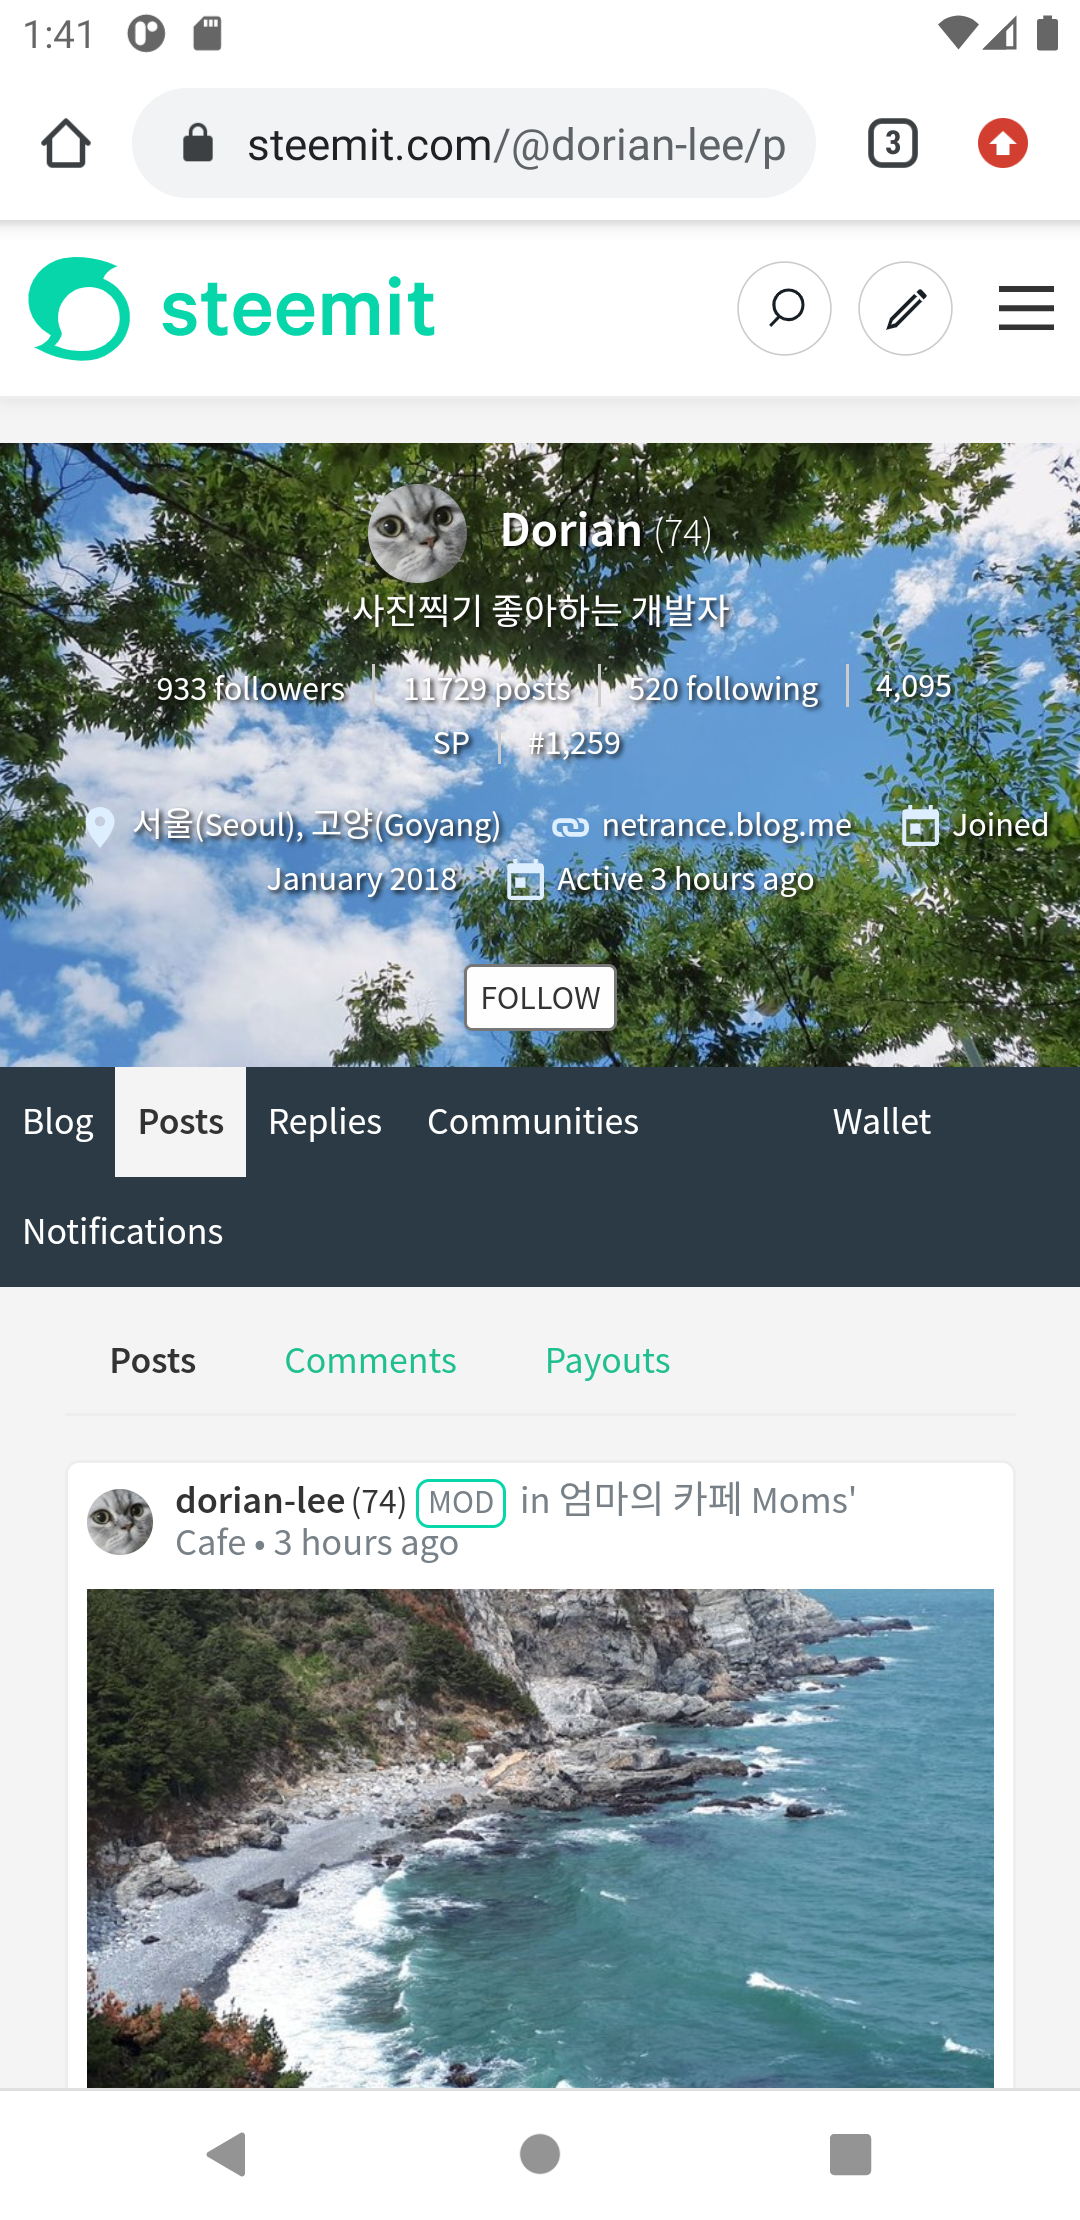 1:41
steemit.com/@dorian-lee/p
3
steemit
Dorian (74)
사진찍기 좋아하는 개발자
933 followers 11729 posts 520 following 4,095
SP #1,259
서울(Seoul), 고양(Goyang) netrance.blog.me Joined
January 2018 Active 3 hours ago
FOLLOW
Blog Posts Replies Communities Wallet
Notifications
Posts Comments Payouts
dorian-lee (74) MOD in 엄마의 카페 Moms'
Cafe • 3 hours ago